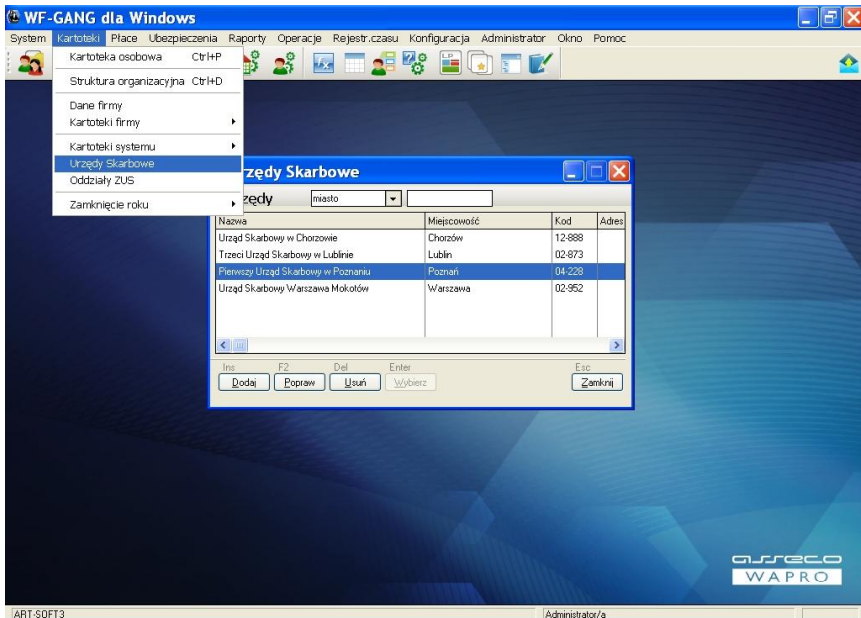 WF-GANG dla Windows
System Kartoteki Płace Ubezpieczenia Raporty Operacje Rejestr.czasu Konfiguracja Administrator Okno Pomoc
Kartoteka osobowa Ctrl+P
Struktura organizacyjna Ctrl+D
Dane firmy
Kartoteki firmy
Kartoteki systemu
Urzędy Skarbowe
Oddziały ZUS
Zamknięcie roku
rzędy Skarbowe
zędy miasto
Nazwa Miejscowość Kod Adres
Urząd Skarbowy w Chorzowie Chorzów 12-888
Trzeci Urząd Skarbowy w Lublinie Lublin 02-873
Pierwszy Urząd Skarbowy w Poznaniu Poznań 04-228
Urząd Skarbowy Warszawa Mokotów Warszawa 02-952
Ins F2 Del Enter Esc
Dodaj Popraw Usuń Wybierz Zamknij
asseco
WAPRO
ART-SOFT3 Administrator/a